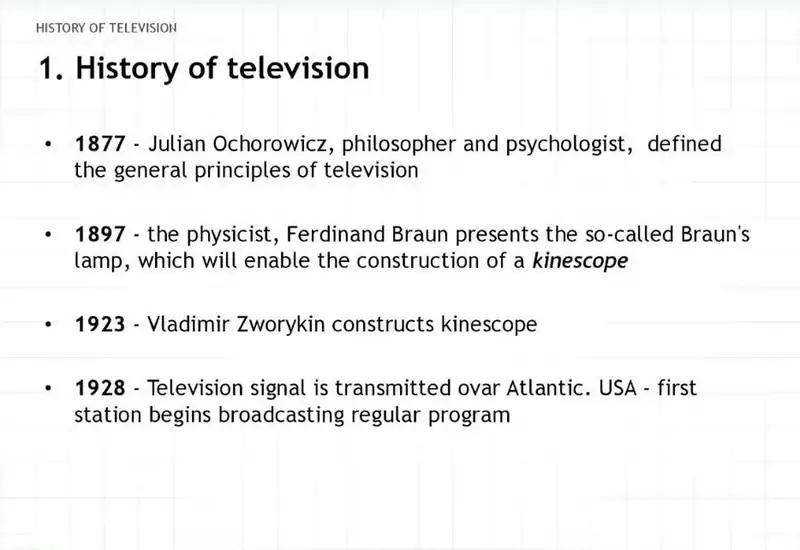 HISTORY OF TELEVISION
1. History of television
• 1877 - Julian Ochorowicz, philosopher and psychologist, defined
the general principles of television
• 1897 - the physicist, Ferdinand Braun presents the so-called Braun's
lamp, which will enable the construction of a kinescope
• 1923 - Vladimir Zworykin constructs kinescope
• 1928 - Television signal is transmitted ovar Atlantic. USA - first
station begins broadcasting regular program